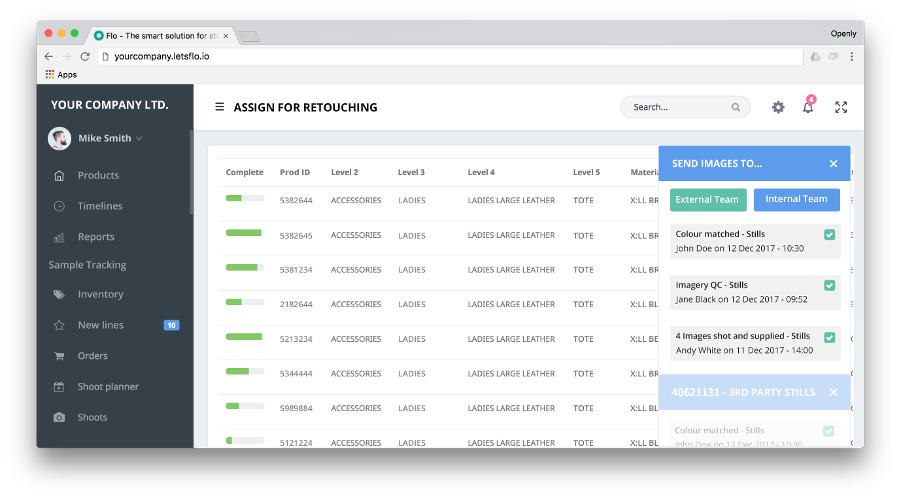 Flo - The smart solution for stu
Openly
yourcompany.letsflo.io
Apps
YOUR COMPANY LTD.
Mike Smith
Products
Timelines
Reports
Sample Tracking
Inventory
New lines 10
Orders
Shoot planner
Shoots
ASSIGN FOR RETOUCHING
Search...
4
Complete Prod ID Level 2 Level 3 Level 4 Level 5 Materia
5382644 ACCESSORIES LADIES LADIES LARGE LEATHER TOTE X:LL BR
5382645 ACCESSORIES LADIES LADIES LARGE LEATHER TOTE X:LL BR
5381234 ACCESSORIES LADIES LADIES LARGE LEATHER TOTE X:LL BR
2182644 ACCESSORIES LADIES LADIES LARGE LEATHER TOTE X:LL BL
5213234 ACCESSORIES LADIES LADIES LARGE LEATHER TOTE X:LL BL
5344444 ACCESSORIES LADIES LADIES LARGE LEATHER TOTE X:LL BL
5989884 ACCESSORIES LADIES LADIES LARGE LEATHER TOTE X:LL BL
5121224 ACCESSORIES LADIES LADIES LARGE LEATHER TOTE X:LL BL
SEND IMAGES TO...
External Team Internal Team
Colour matched - Stills
John Doe on 12 Dec 2017 - 10:30
Imagery QC - Stills
Jane Black on 12 Dec 2017 - 09:52
4 Images shot and supplied - Stills
Andy White on 11 Dec 2017 - 14:00
40621131 - 3RD PARTY STILLS
Colour matched - Stills
John Doe on 12 Dec 2017 - 10:30